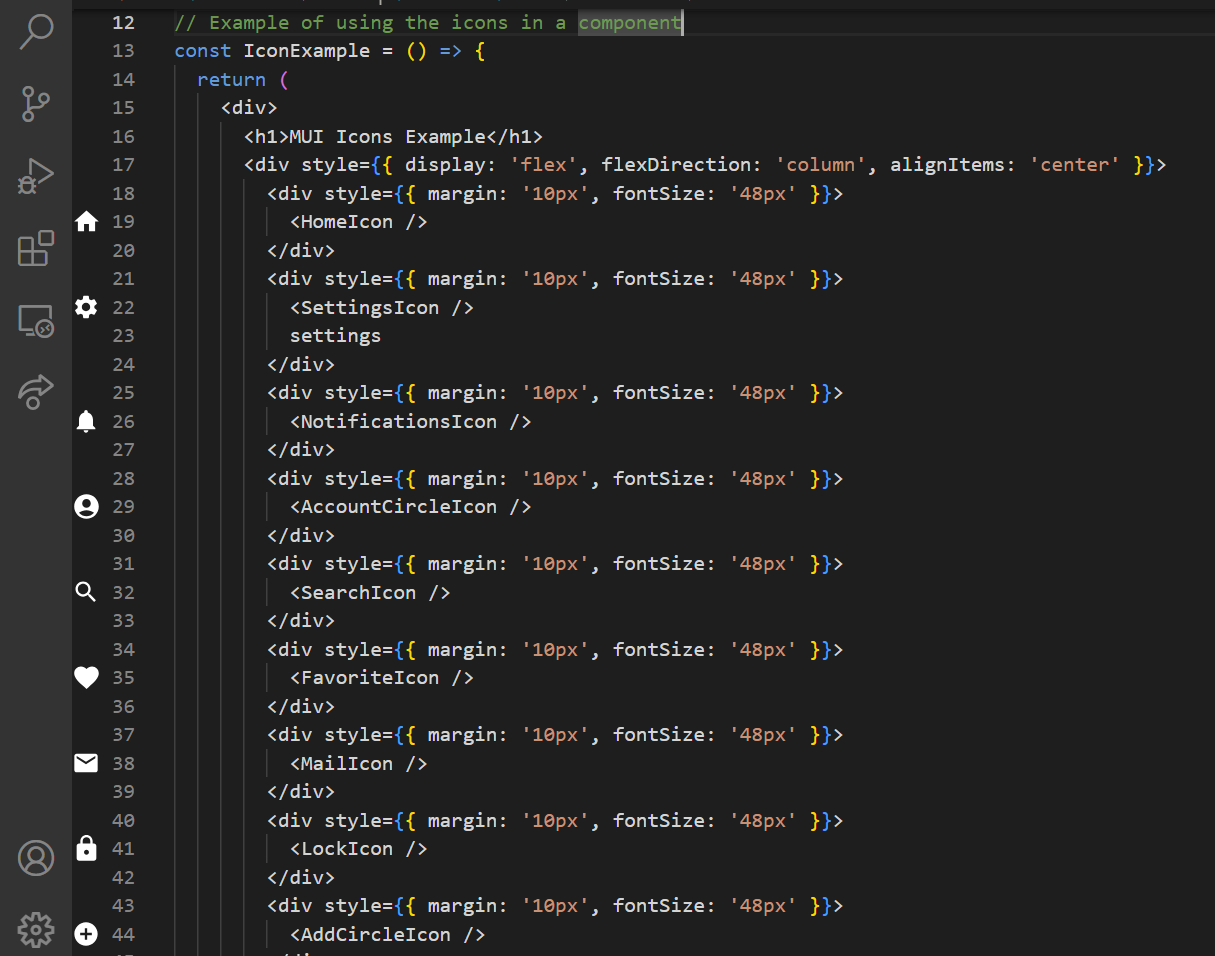 12 // Example of using the icons in a component
13 const IconExample = () => {
14 return (
15 <div>
16 <h1>MUI Icons Example</h1>
17 <div style={{ display: 'flex', flexDirection: 'column', alignItems: 'center' }}>
18 <div style={{ margin: '10px', fontSize: '48px' }}>
19 <HomeIcon />
20 </div>
21 <div style={{ margin: '10px', fontSize: '48px' }}>
22 <SettingsIcon />
23 settings
24 </div>
25 <div style={{ margin: '10px', fontSize: '48px' }}>
26 <NotificationsIcon />
27 </div>
28 <div style={{ margin: '10px', fontSize: '48px' }}>
29 <AccountCircleIcon />
30 </div>
31 <div style={{ margin: '10px', fontSize: '48px' }}>
32 <SearchIcon />
33 </div>
34 <div style={{ margin: '10px', fontSize: '48px' }}>
35 <FavoriteIcon />
36 </div>
37 <div style={{ margin: '10px', fontSize: '48px' }}>
38 <MailIcon />
39 </div>
40 <div style={{ margin: '10px', fontSize: '48px' }}>
41 <LockIcon />
42 </div>
43 <div style={{ margin: '10px', fontSize: '48px' }}>
44 <AddCircleIcon />